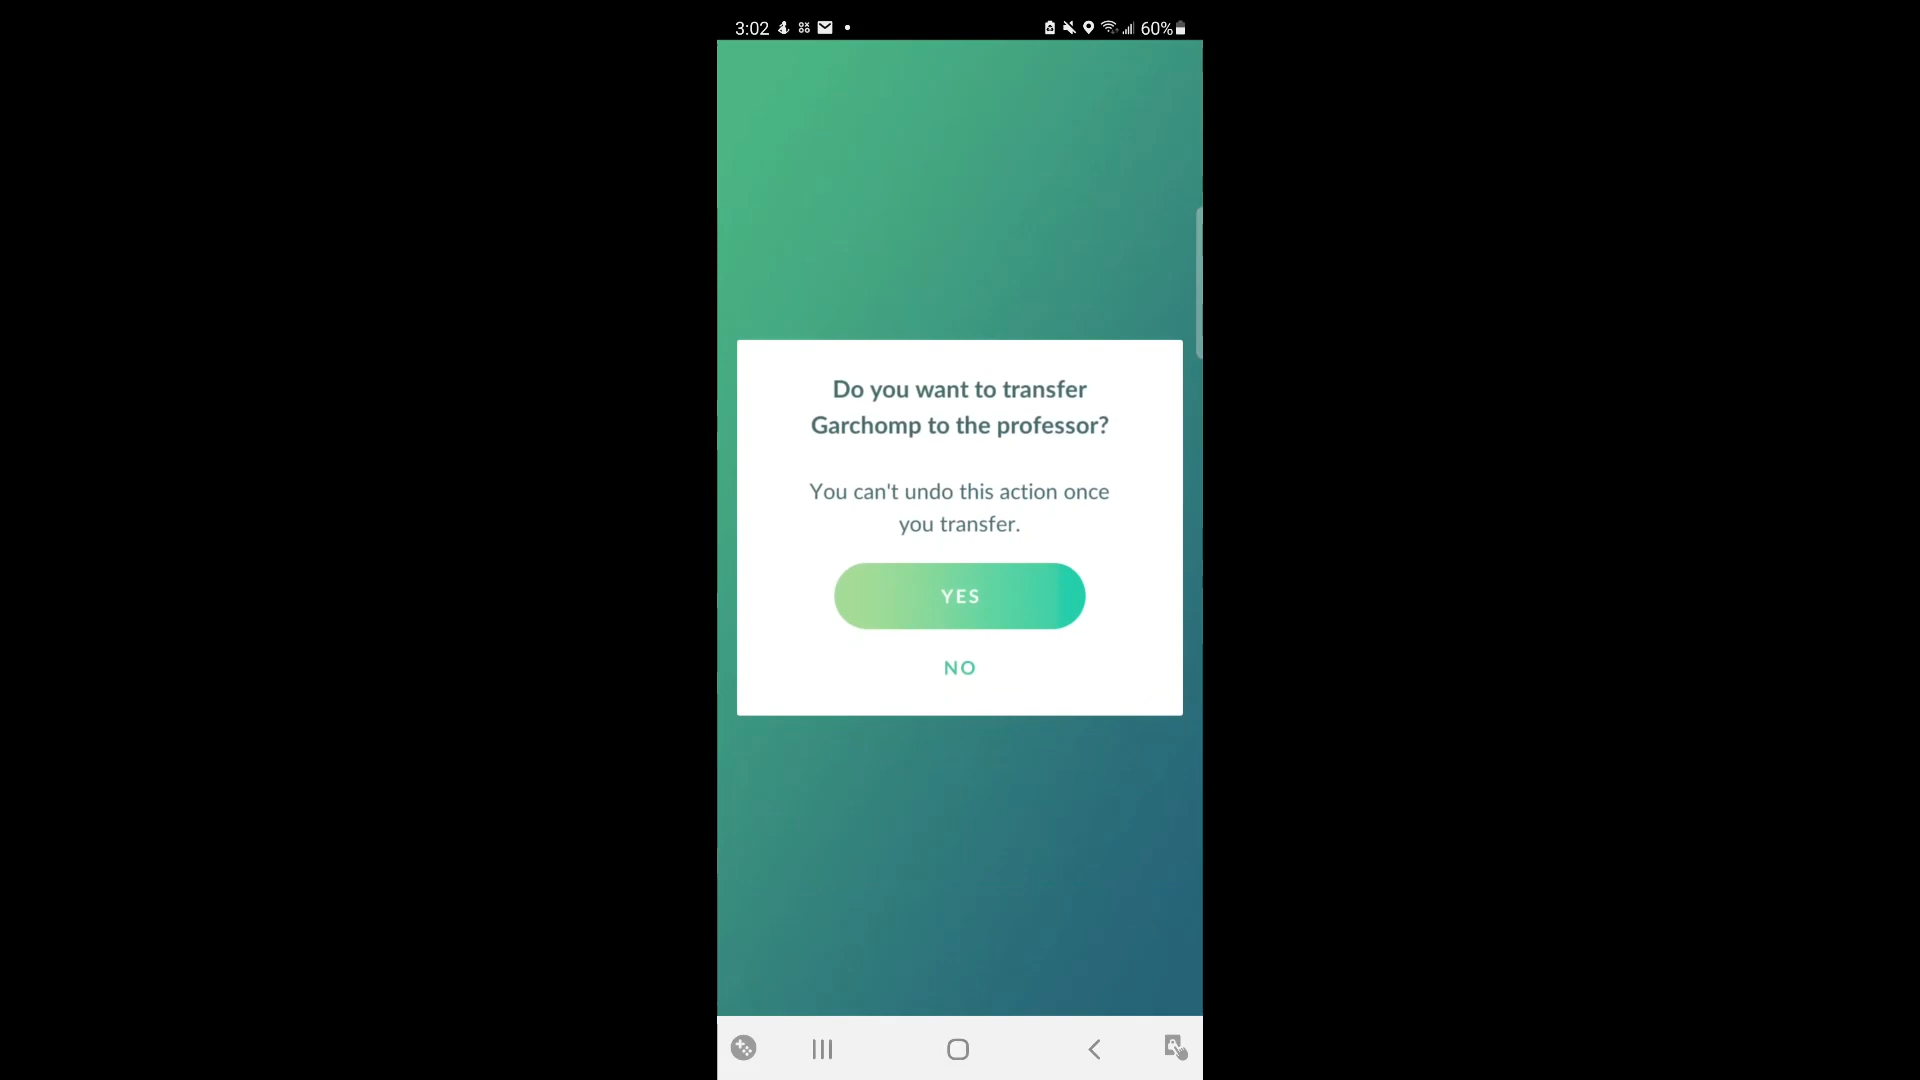 3:02
60%
Do you want to transfer
Garchomp to the professor?
You can't undo this action once
you transfer.
YES
NO